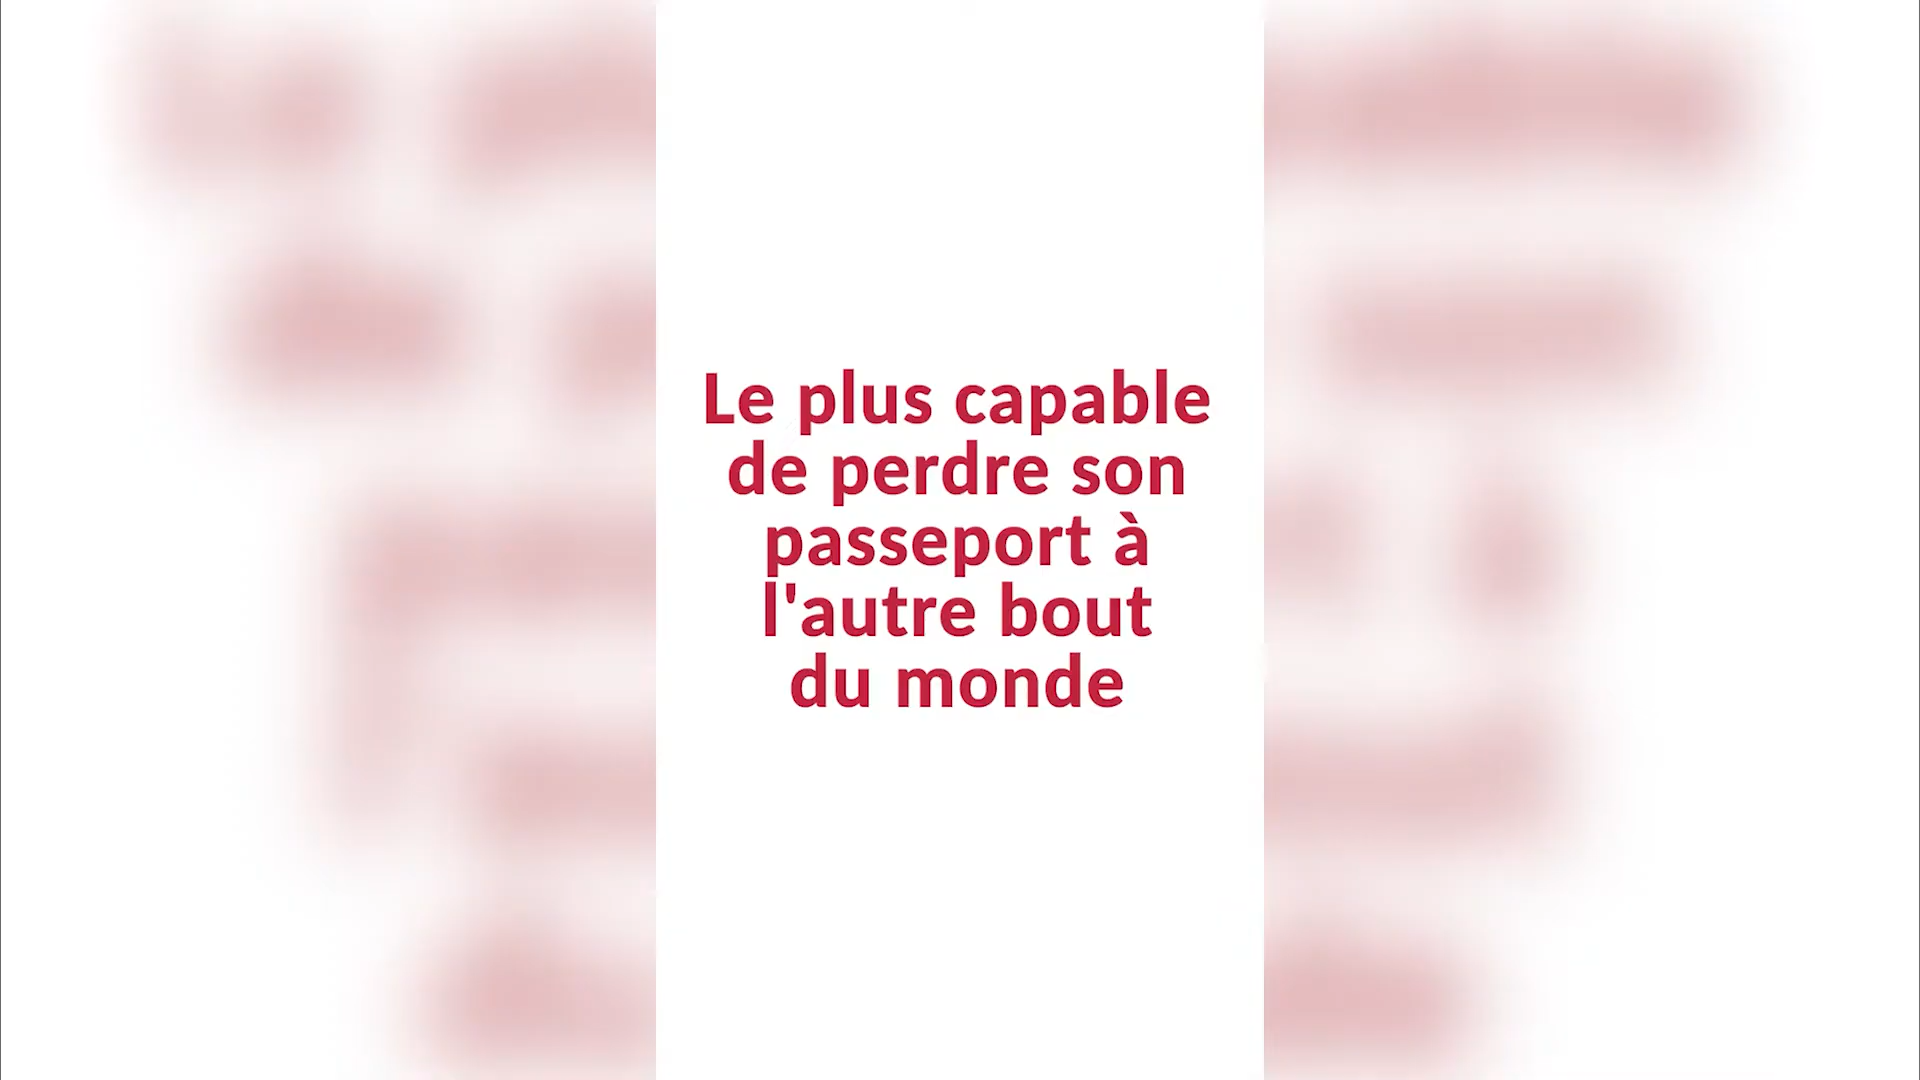 Le plus capable
de perdre son
passeport à
l'autre bout
du monde